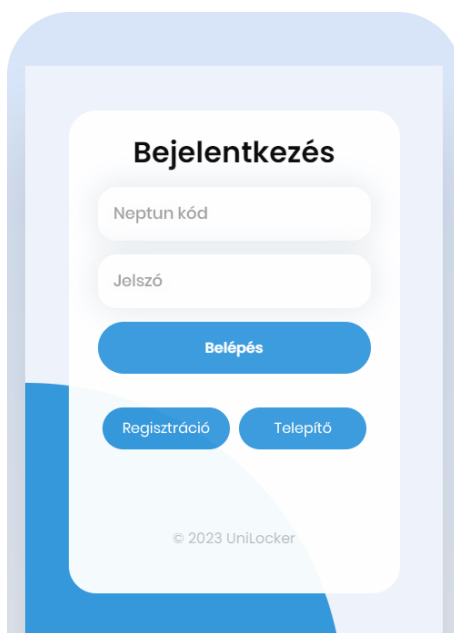 Bejelentkezés
Neptun kód
Jelszó
Belépés
Regisztráció Telepítő
© 2023 UniLocker